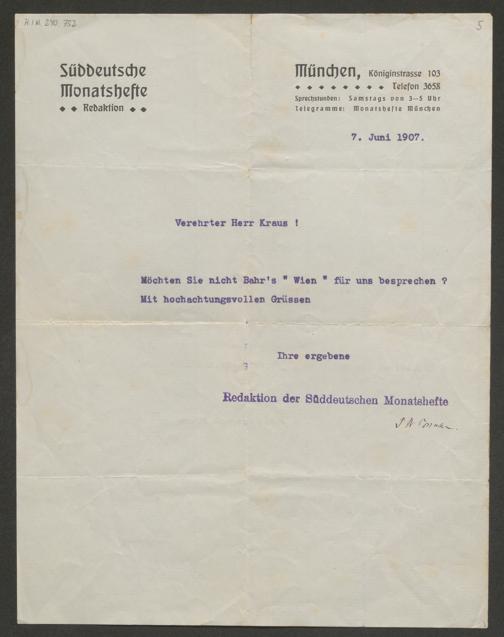 H.I.N. 240.752
5
Süddeutsche
Monatshefte
Redaktion
München, Königinstrasse 103
Telefon 3658
Sprechstunden: Samstags von 3–5 Uhr
Telegramme: Monatshefte München
7. Juni 1907.
Verehrter Herr Kraus !
Möchten Sie nicht Bahr's " Wien " für uns besprechen ?
Mit hochachtungsvollen Grüssen
Ihre ergebene
Redaktion der Süddeutschen Monatshefte